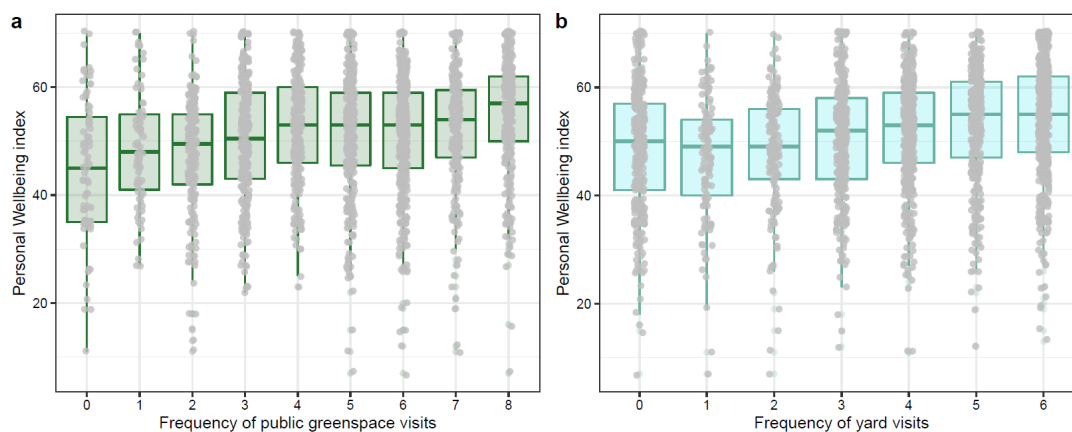 a
Personal Wellbeing index
60
40
20
0 1 2 3 4 5 6 7 8
Frequency of public greenspace visits
b
Personal Wellbeing index
60
40
20
0 1 2 3 4 5 6
Frequency of yard visits